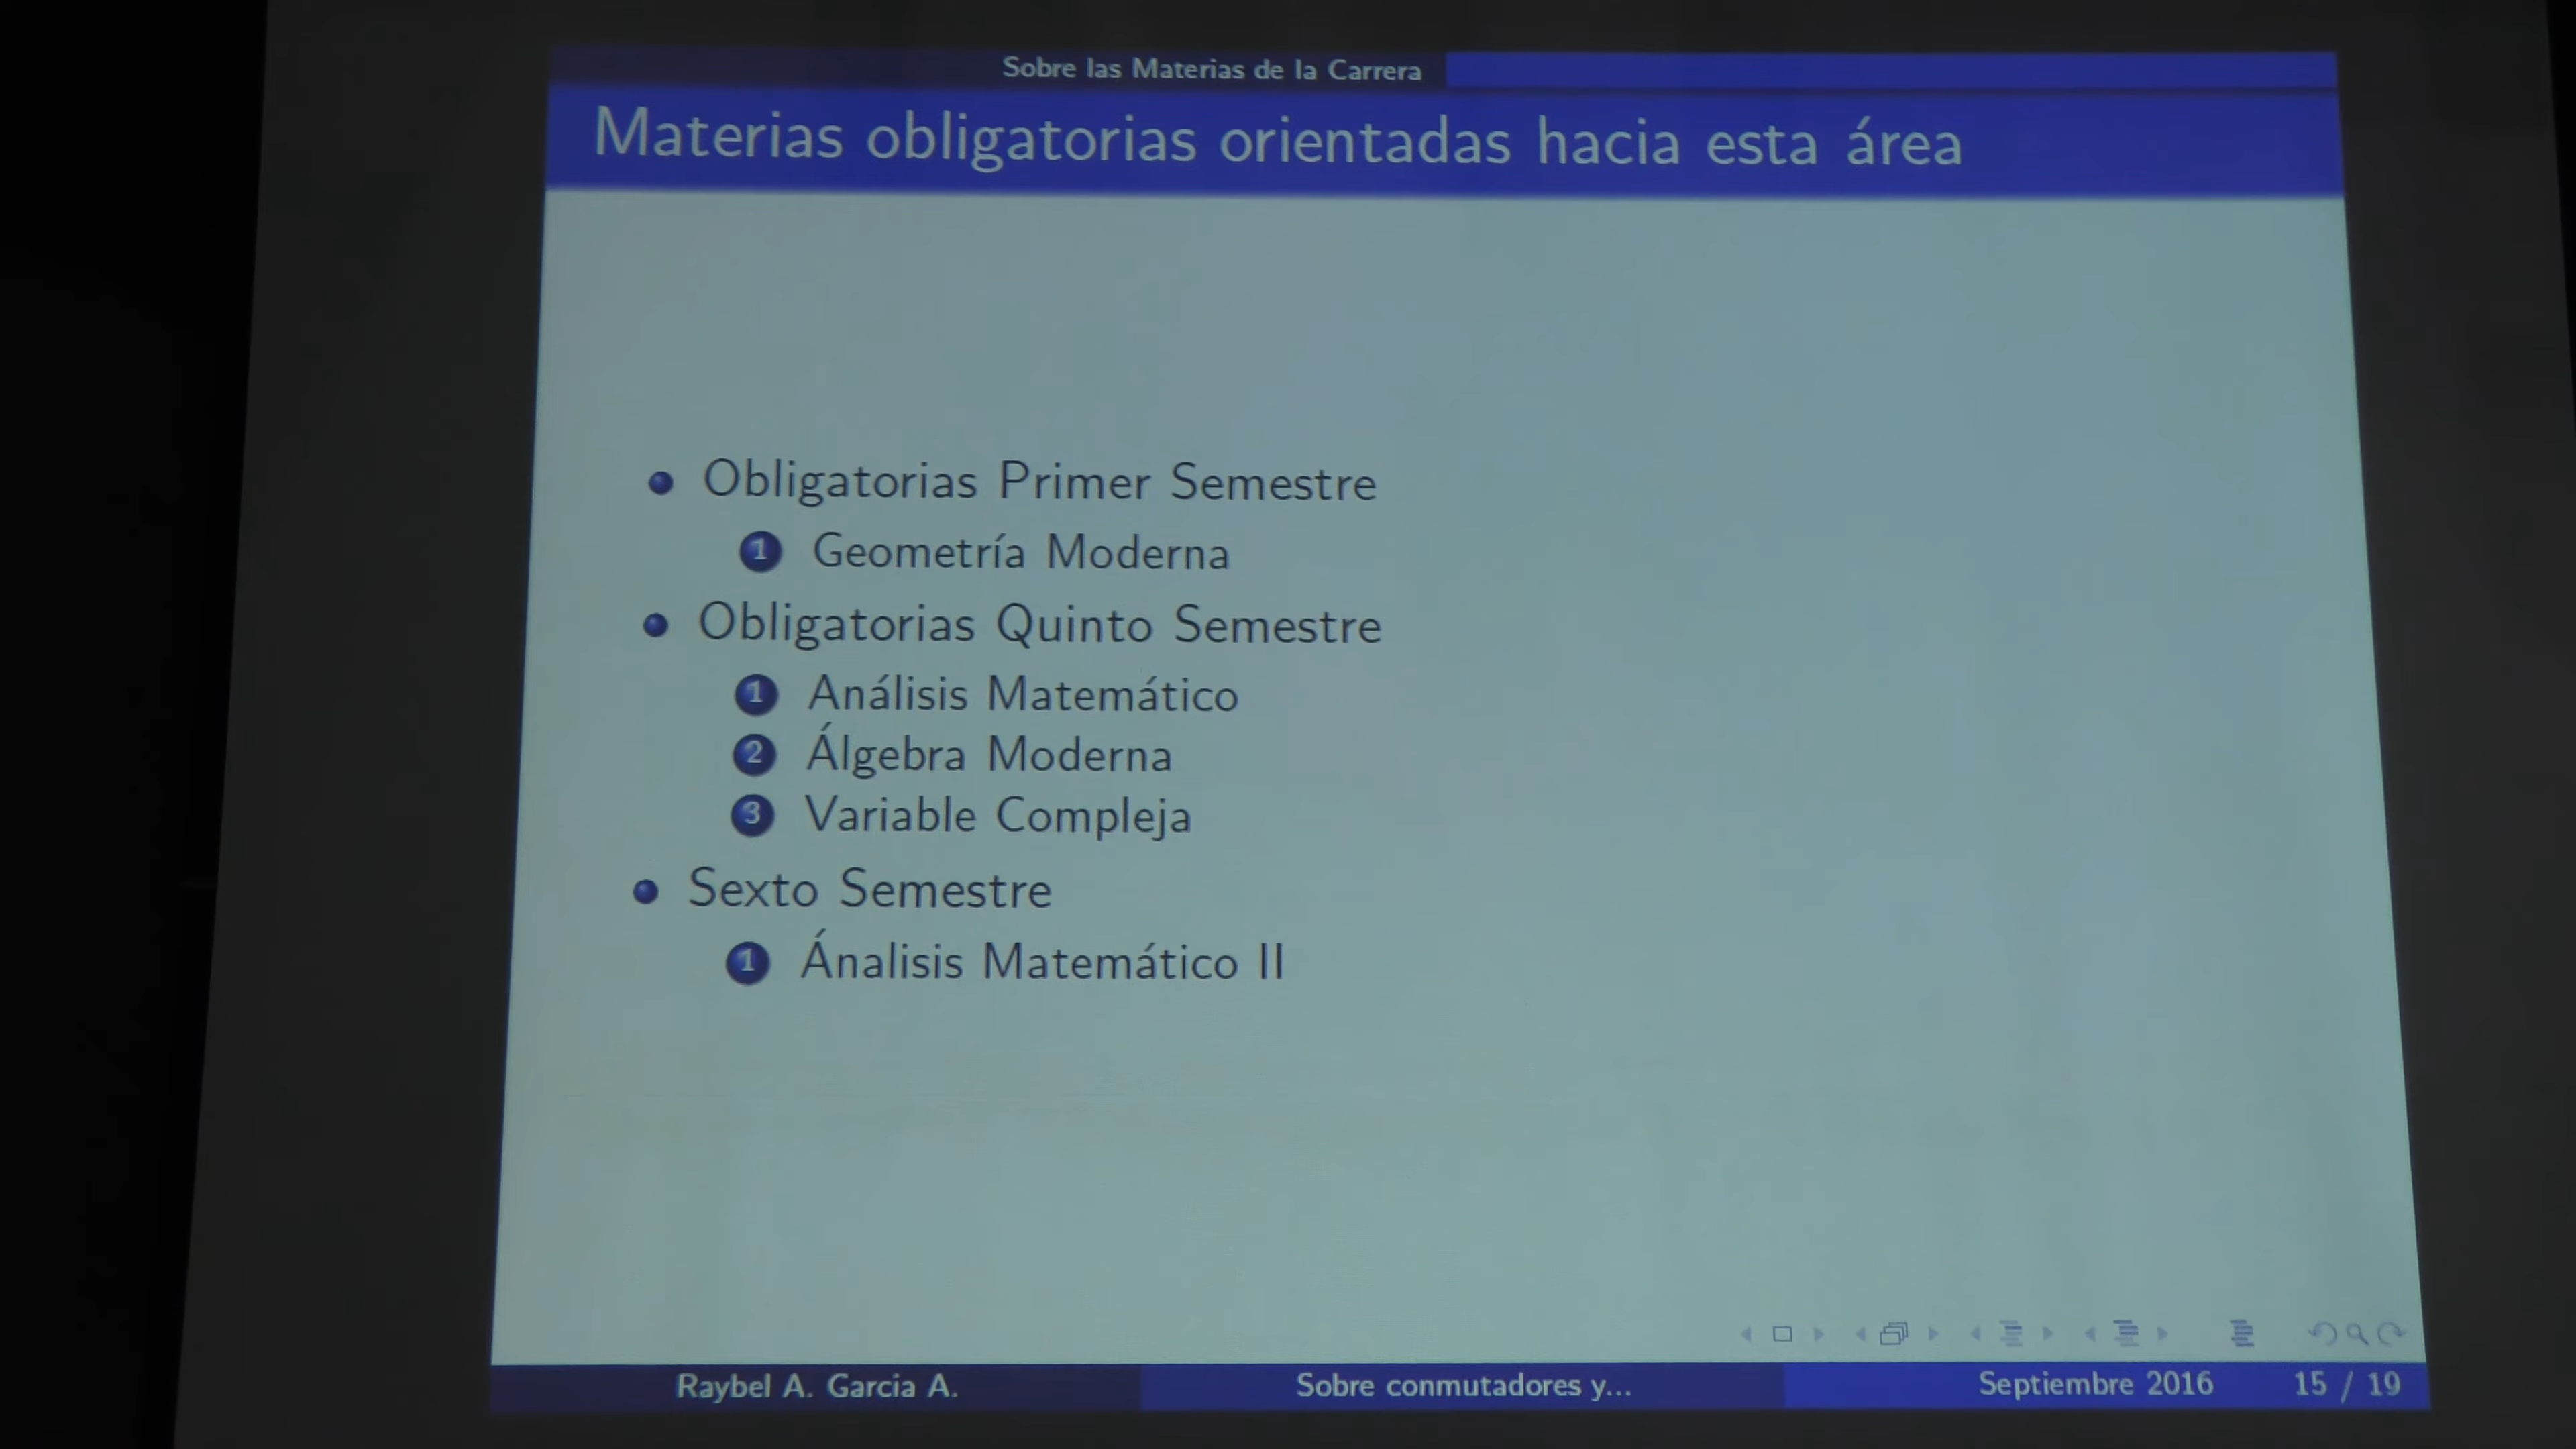 Sobre las Materias de la Carrera
Materias obligatorias orientadas hacia esta área
Obligatorias Primer Semestre
1 Geometría Moderna
Obligatorias Quinto Semestre
1 Análisis Matemático
2 Álgebra Moderna
3 Variable Compleja
Sexto Semestre
1 Ánalisis Matemático II
Raybel A. Garcia A. Sobre conmutadores y... Septiembre 2016 15 / 19